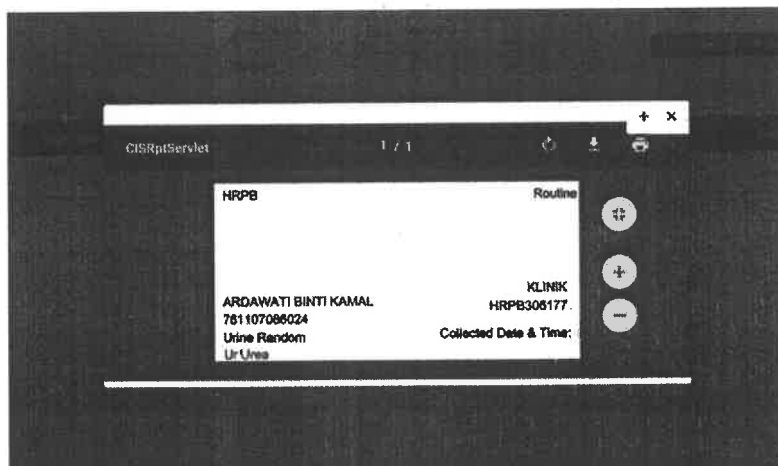 CISRptServlet 1 / 1
HRPB Routine
KLINIK
ARDAWATI BINTI KAMAL HRPB306177
761107086024
Urine Random Collected Date & Time:
Ur Urea